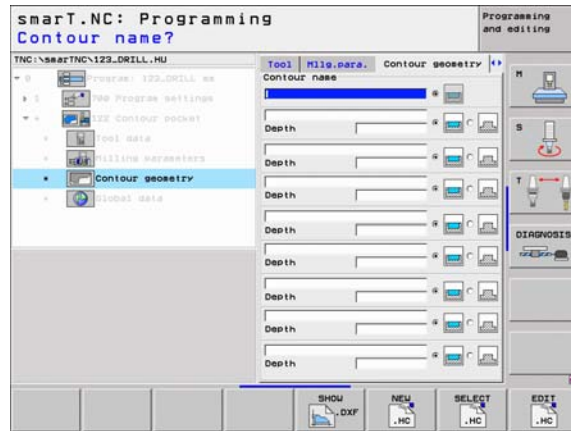 smarT.NC: Programming
Programming and editing
Contour name?
TNC:\smarTNC\123_DRILL.HU
Tool
Mllg.para.
Contour geometry
0
Program: 123_DRILL mm
1
700 Program settings
122 Contour pocket
Tool data
Milling parameters
Contour geometry
Global data
Contour name
Depth
Depth
Depth
Depth
Depth
Depth
Depth
Depth
M
S
T
DIAGNOSIS
SHOW
.DXF
NEW
.HC
SELECT
.HC
EDIT
.HC